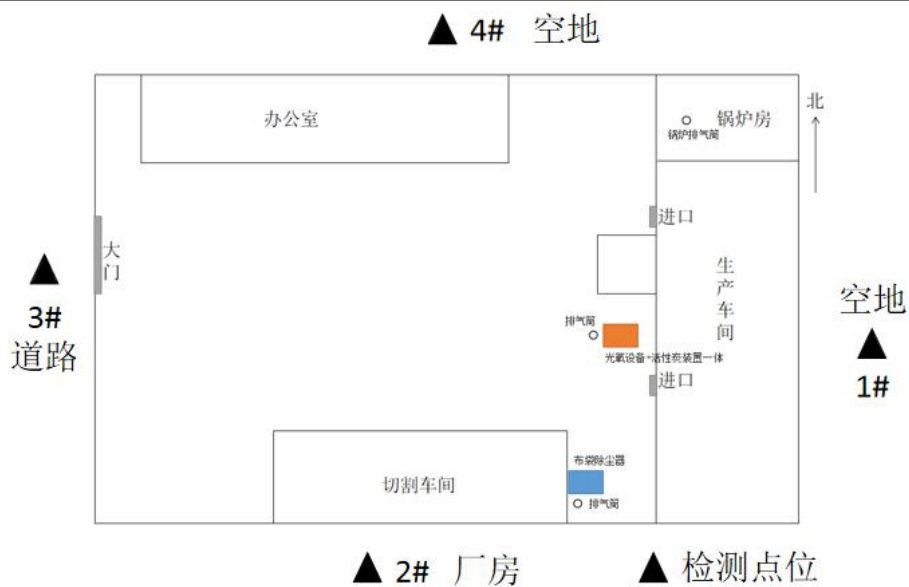 4# 空地
办公室
锅炉房
锅炉排气筒
北
进口
大门
生产车间
3#
道路
空地
1#
排气筒
光氧设备+活性炭装置一体
进口
切割车间
布袋除尘器
排气筒
2# 厂房
检测点位